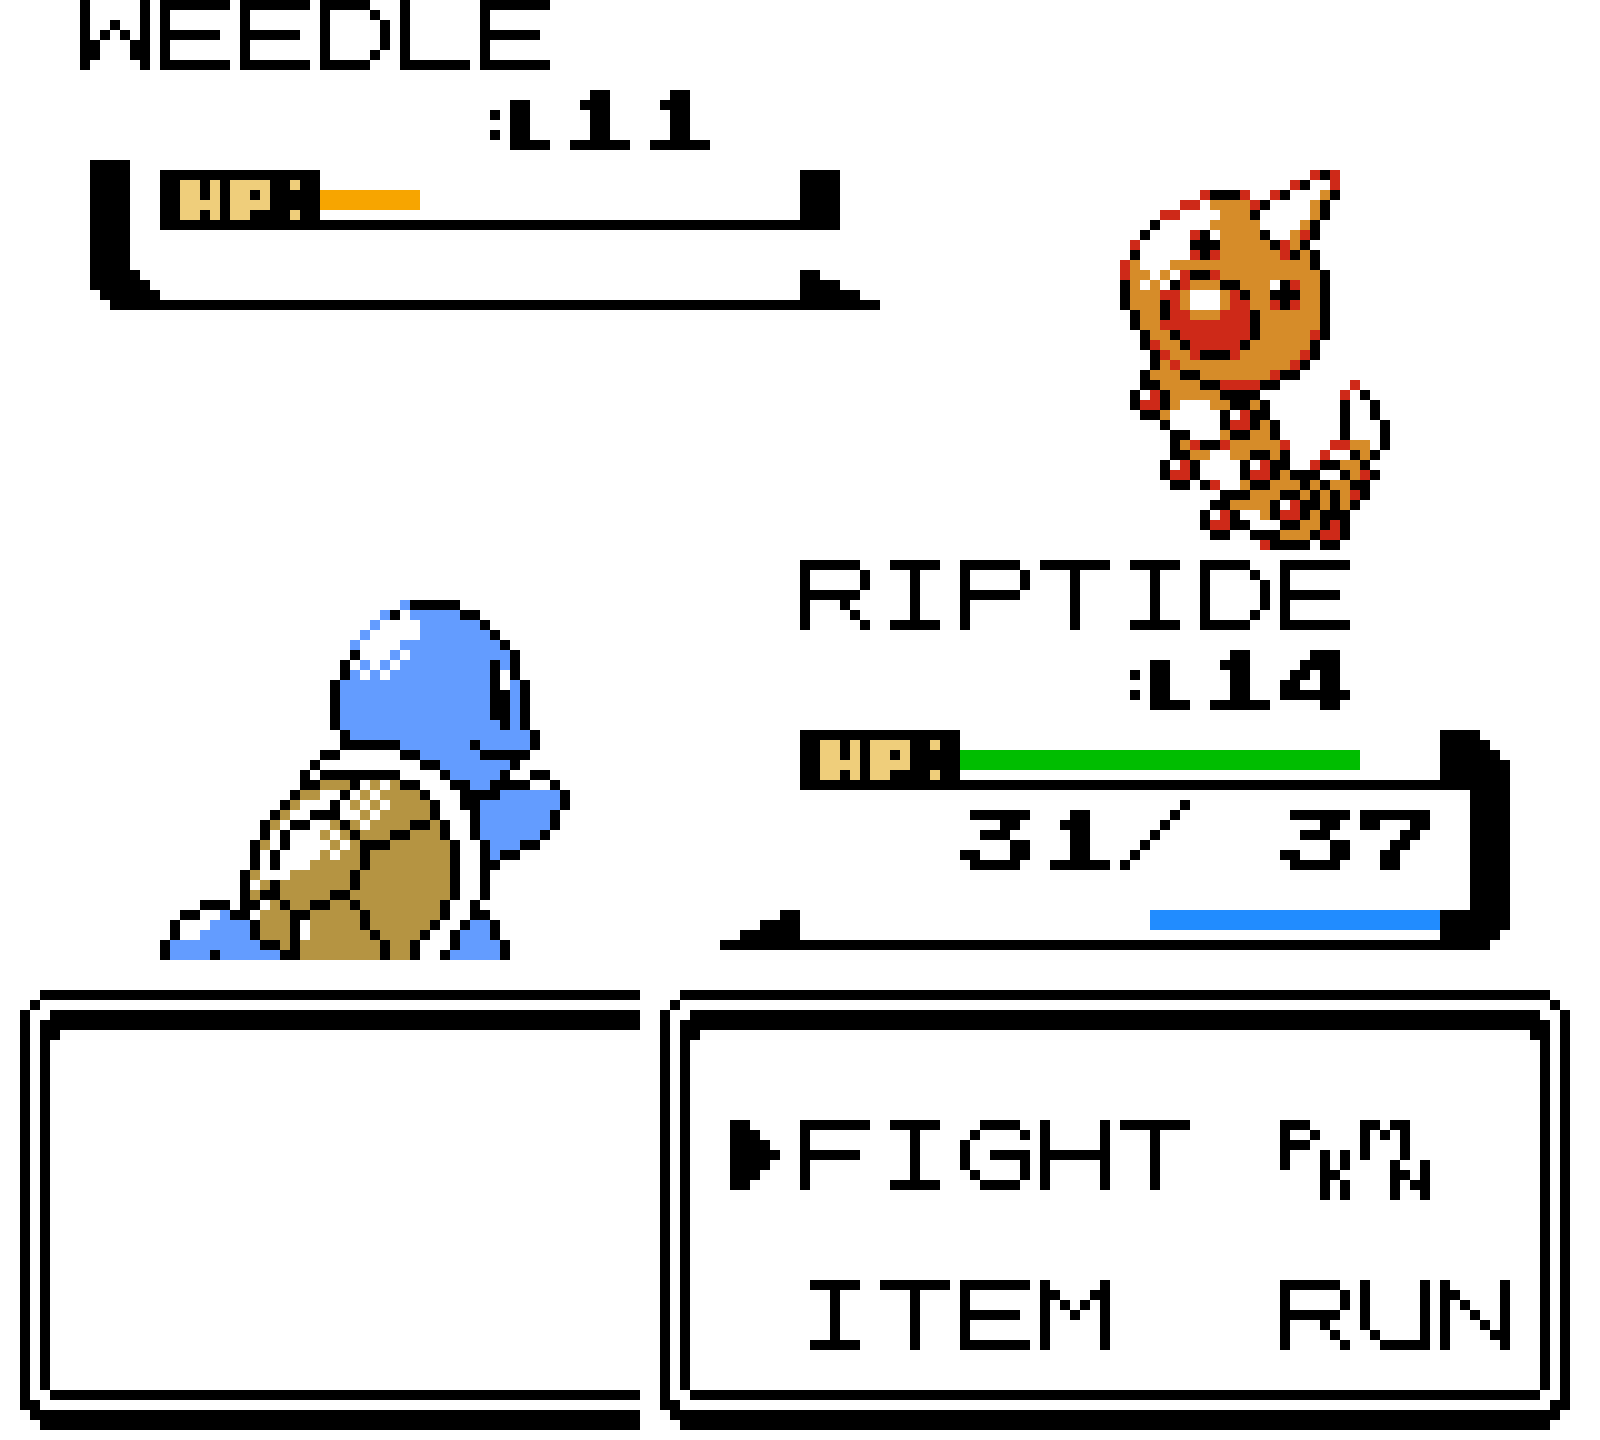 WEEDLE
:L11
HP:
RIPTIDE
:L14
HP:
31/ 37
▶FIGHT PKMN
ITEM RUN